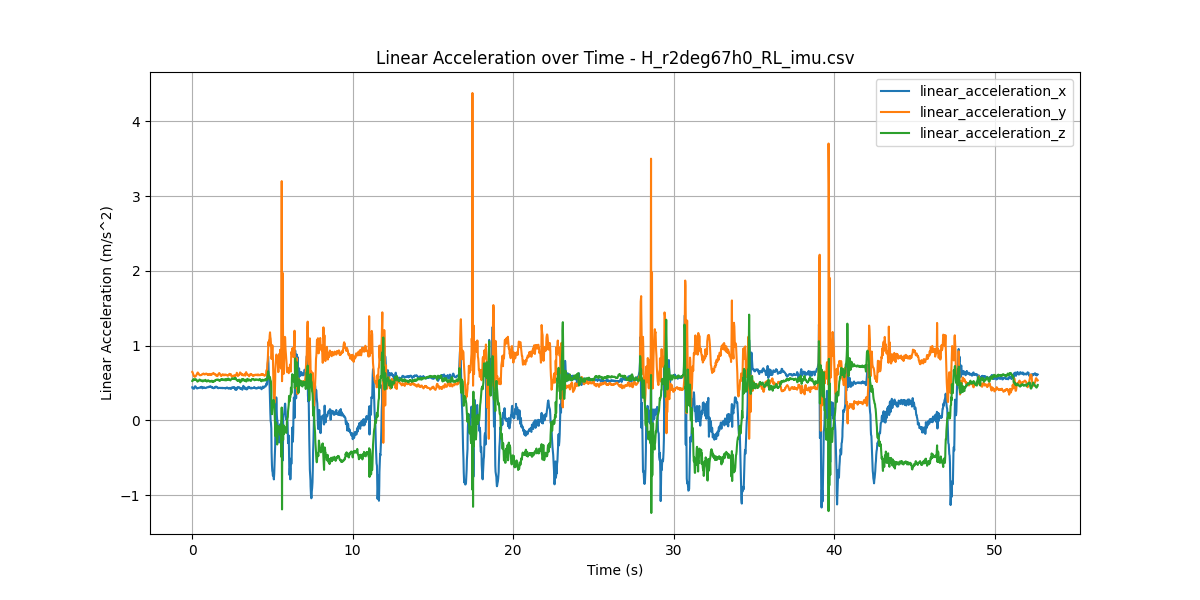 Linear Acceleration over Time - H_r2deg67h0_RL_imu.csv
linear_acceleration_x
linear_acceleration_y
linear_acceleration_z
Linear Acceleration (m/s^2)
4
3
2
1
0
−1
0 10 20 30 40 50
Time (s)